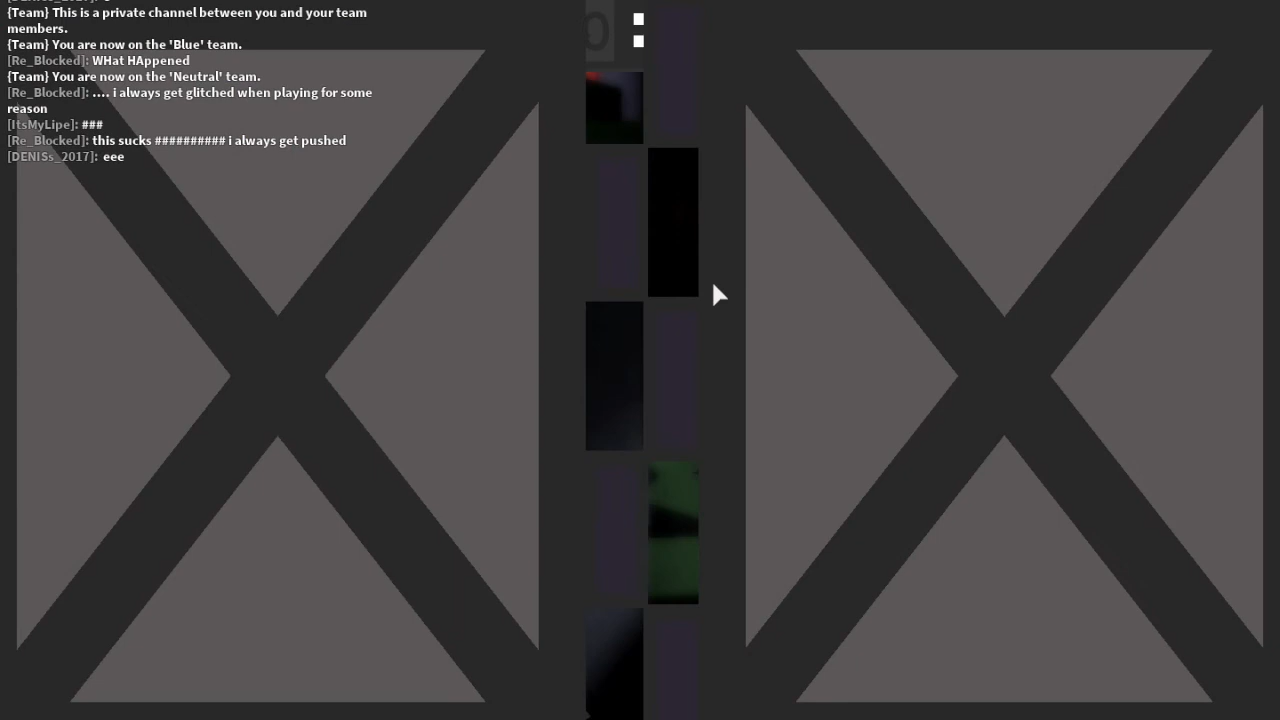 {Team} This is a private channel between you and your team
members.
{Team} You are now on the 'Blue' team.
[Re_Blocked]: WHat HAppened
{Team} You are now on the 'Neutral' team.
[Re_Blocked]: .... i always get glitched when playing for some
reason
[ItsMyLipe]: ###
[Re_Blocked]: this sucks ########## i always get pushed
[DENISs_2017]: eee